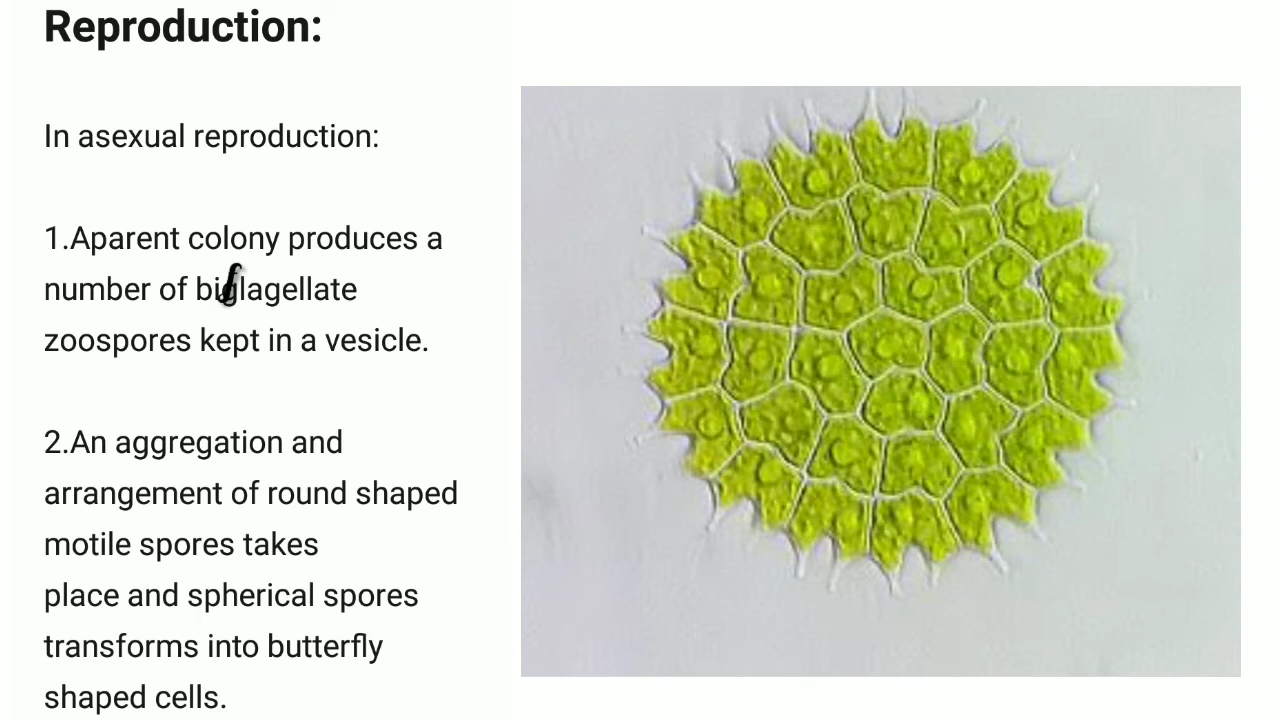 Reproduction:
In asexual reproduction:
1.Aparent colony produces a
number of biglagellate
zoospores kept in a vesicle.
2.An aggregation and
arrangement of round shaped
motile spores takes
place and spherical spores
transforms into butterfly
shaped cells.